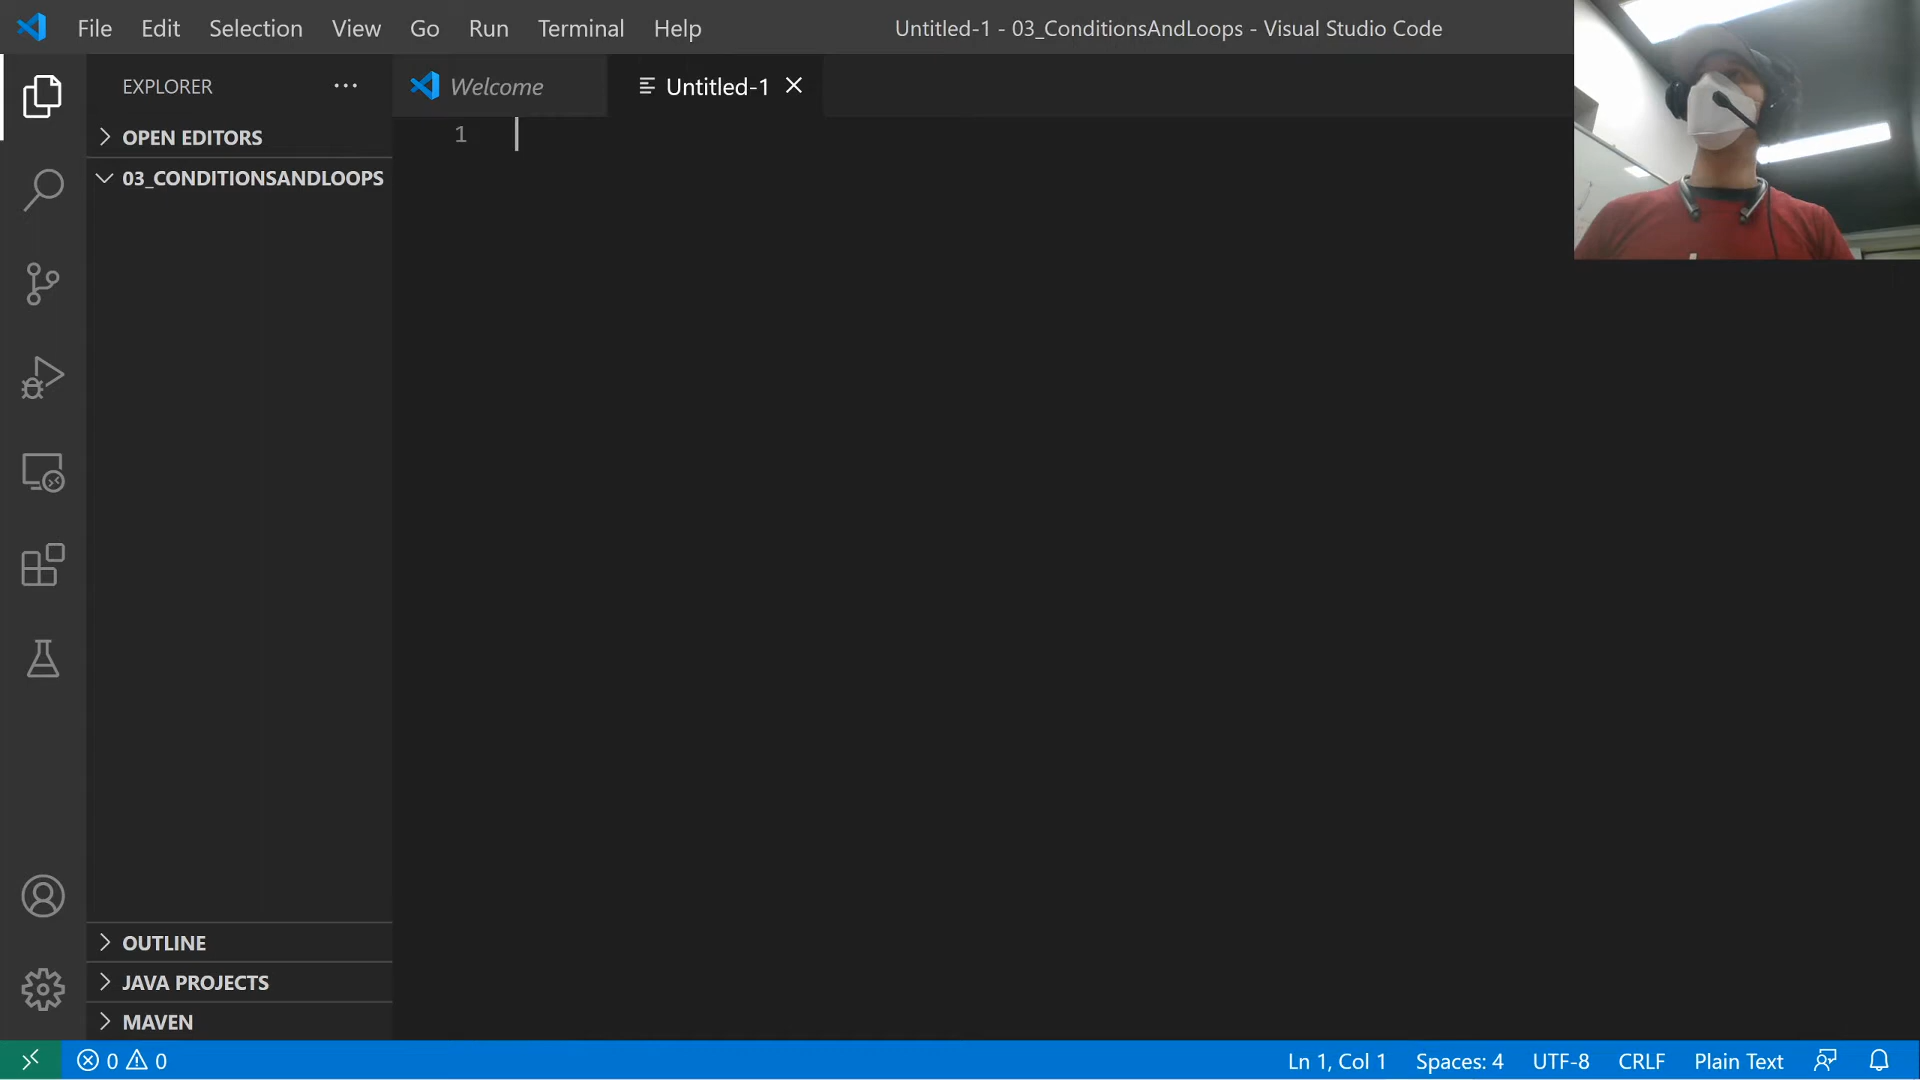 File Edit Selection View Go Run Terminal Help Untitled-1 - 03_ConditionsAndLoops - Visual Studio Code
EXPLORER ··· Welcome Untitled-1
OPEN EDITORS
03_CONDITIONSANDLOOPS
1
OUTLINE
JAVA PROJECTS
MAVEN
0 0 Ln 1, Col 1 Spaces: 4 UTF-8 CRLF Plain Text